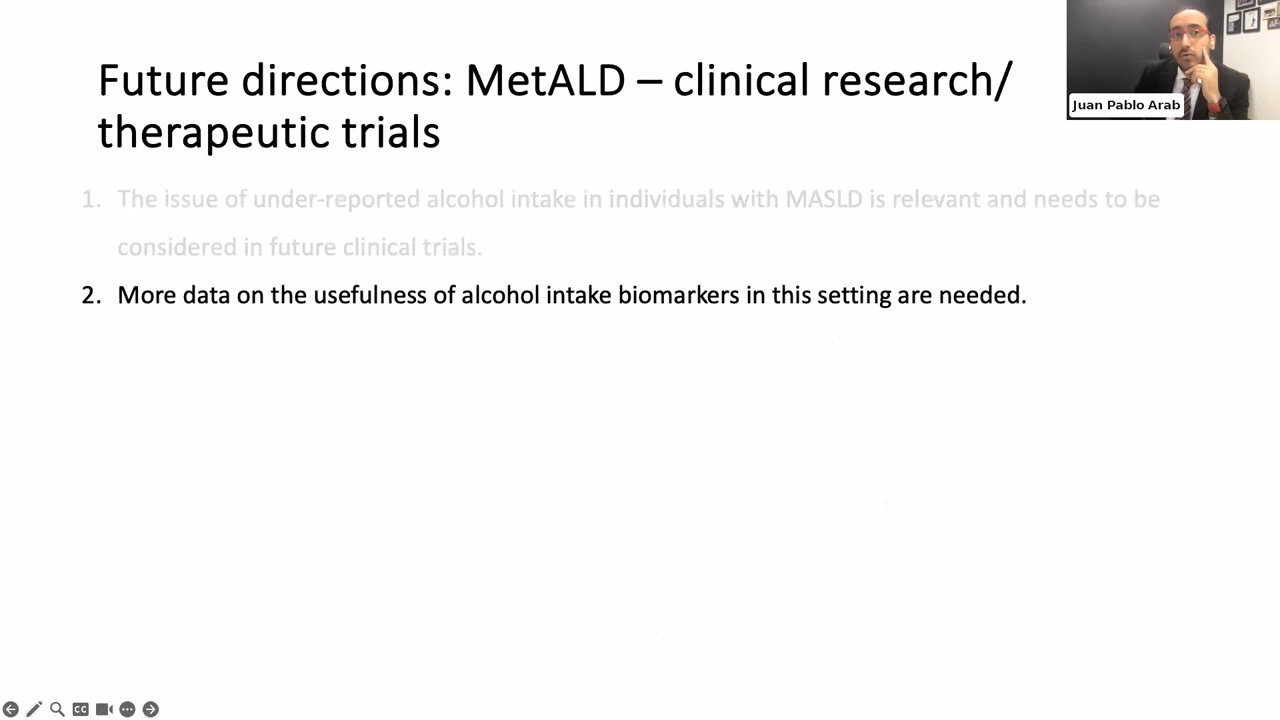 Future directions: MetALD – clinical research/
therapeutic trials
Juan Pablo Arab
1. The issue of under-reported alcohol intake in individuals with MASLD is relevant and needs to be
considered in future clinical trials.
2. More data on the usefulness of alcohol intake biomarkers in this setting are needed.
CC